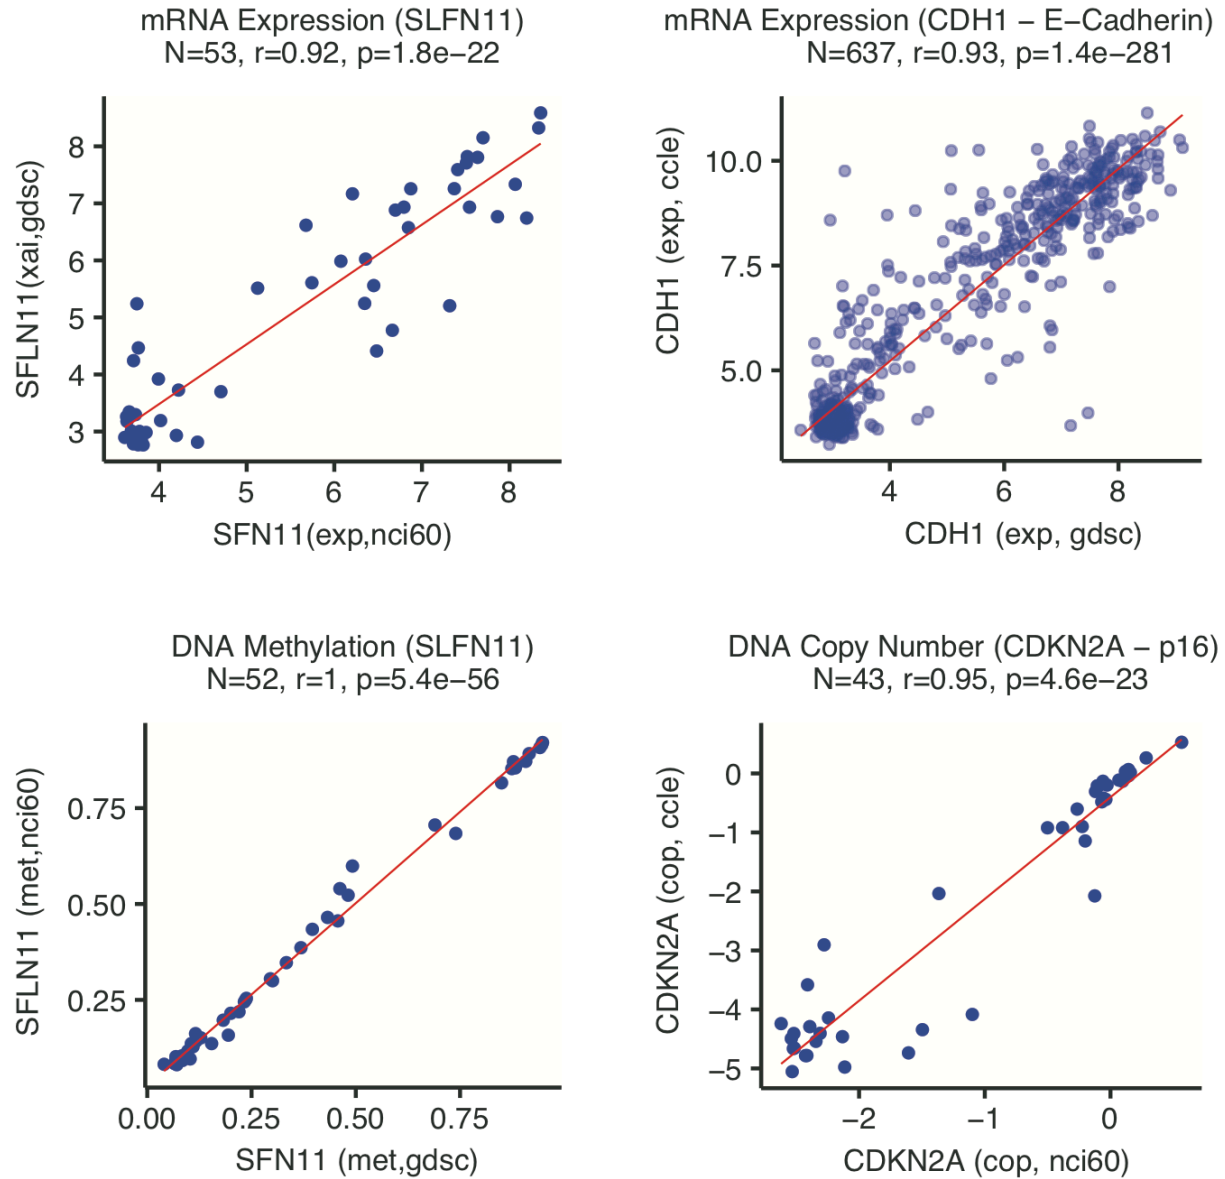 mRNA Expression (SLFN11)
N=53, r=0.92, p=1.8e−22
8
7
6
5
4
3
SFLN11(xai,gdsc)
4 5 6 7 8
SFN11(exp,nci60)
mRNA Expression (CDH1 − E−Cadherin)
N=637, r=0.93, p=1.4e−281
10.0
7.5
5.0
CDH1 (exp, ccle)
4 6 8
CDH1 (exp, gdsc)
DNA Methylation (SLFN11)
N=52, r=1, p=5.4e−56
0.75
0.50
0.25
SFLN11 (met,nci60)
0.00 0.25 0.50 0.75
SFN11 (met,gdsc)
DNA Copy Number (CDKN2A − p16)
N=43, r=0.95, p=4.6e−23
0
−1
−2
−3
−4
−5
CDKN2A (cop, ccle)
−2 −1 0
CDKN2A (cop, nci60)